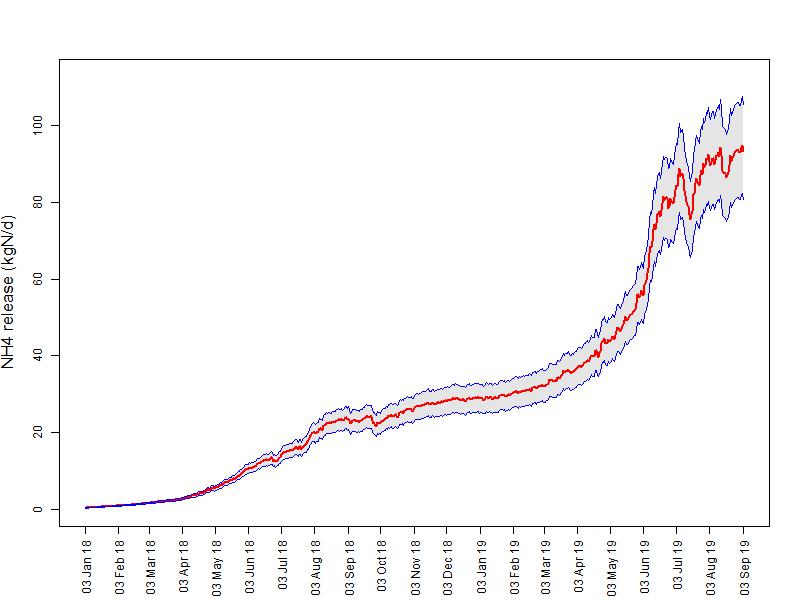 NH4 release (kgN/d)
100
80
60
40
20
0
03 Jan 18
03 Feb 18
03 Mar 18
03 Apr 18
03 May 18
03 Jun 18
03 Jul 18
03 Aug 18
03 Sep 18
03 Oct 18
03 Nov 18
03 Dec 18
03 Jan 19
03 Feb 19
03 Mar 19
03 Apr 19
03 May 19
03 Jun 19
03 Jul 19
03 Aug 19
03 Sep 19